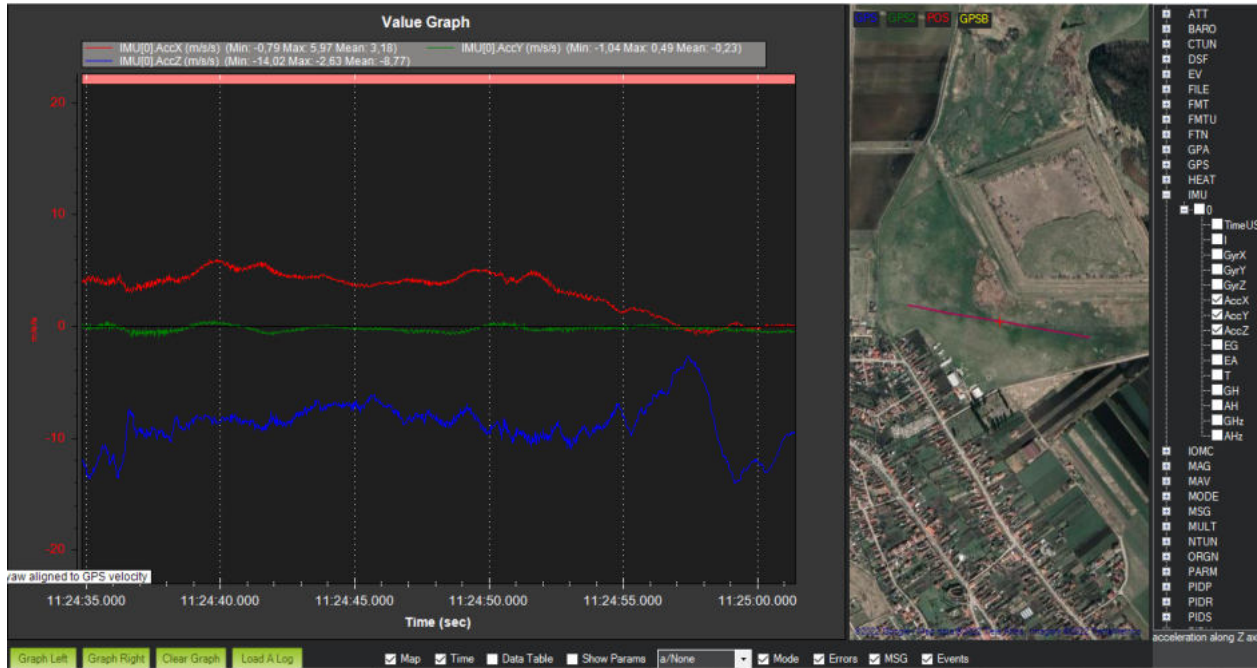 Value Graph
IMU[0].AccX (m/s/s) (Min: -0,79 Max: 5,97 Mean: 3,18)
IMU[0].AccY (m/s/s) (Min: -1,04 Max: 0,49 Mean: -0,23)
IMU[0].AccZ (m/s/s) (Min: -14,02 Max: -2,63 Mean: -8,77)
20
10
0
-10
-20
m/s/s
yaw aligned to GPS velocity
11:24:35.000
11:24:40.000
11:24:45.000
11:24:50.000
11:24:55.000
11:25:00.000
Time (sec)
GPS
GPS2
POS
GPSB
ATT
BARO
CTUN
DSF
EV
FILE
FMT
FMTU
FTN
GPA
GPS
HEAT
IMU
0
TimeUS
I
GyrX
GyrY
GyrZ
AccX
AccY
AccZ
EG
EA
T
GH
AH
GHz
AHz
IOMC
MAG
MAV
MODE
MSG
MULT
NTUN
ORGN
PARM
PIDP
PIDR
PIDS
acceleration along Z ax
Graph Left
Graph Right
Clear Graph
Load A Log
Map
Time
Data Table
Show Params
a/None
Mode
Errors
MSG
Events